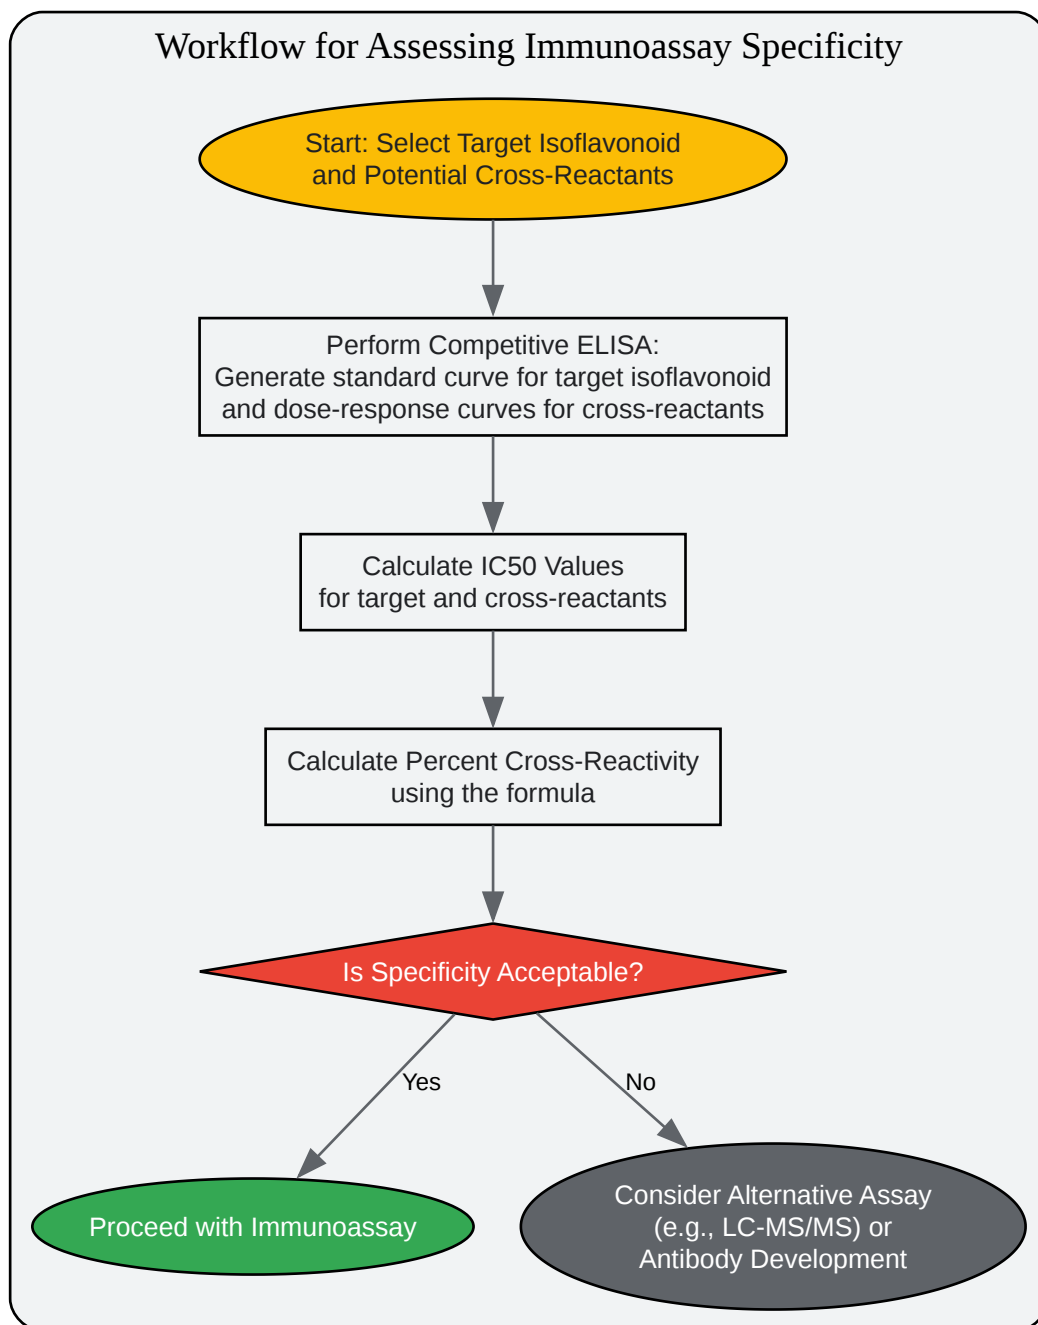 Workflow for Assessing Immunoassay Specificity
Start: Select Target Isoflavonoid
and Potential Cross-Reactants
Perform Competitive ELISA:
Generate standard curve for target isoflavonoid
and dose-response curves for cross-reactants
Calculate IC50 Values
for target and cross-reactants
Calculate Percent Cross-Reactivity
using the formula
Is Specificity Acceptable?
Yes
No
Proceed with Immunoassay
Consider Alternative Assay
(e.g., LC-MS/MS) or
Antibody Development